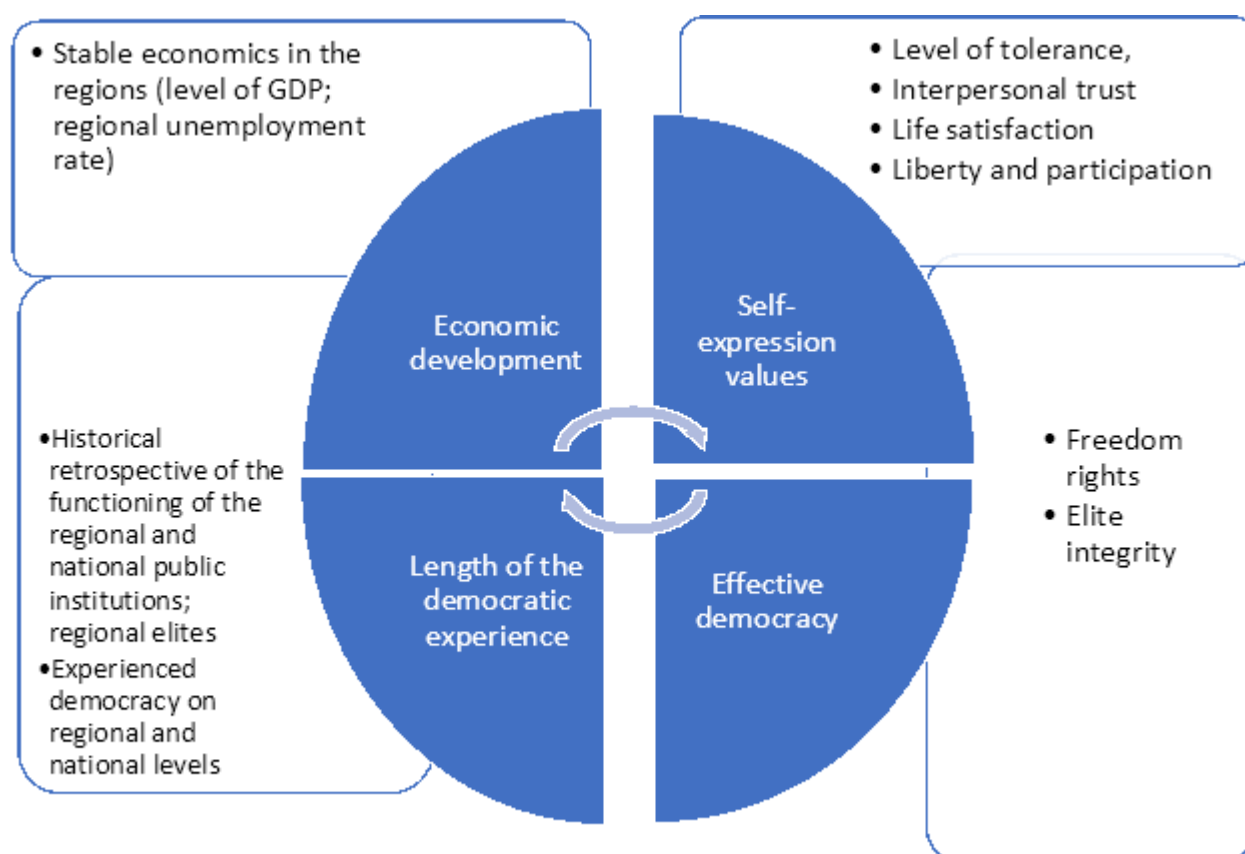 • Stable economics in the
regions (level of GDP;
regional unemployment
rate)
• Level of tolerance,
• Interpersonal trust
• Life satisfaction
• Liberty and participation
Economic
development
Self-
expression
values
•Historical
retrospective of the
functioning of the
regional and
national public
institutions;
regional elites
•Experienced
democracy on
regional and
national levels
Length of the
democratic
experience
Effective
democracy
• Freedom
rights
• Elite
integrity